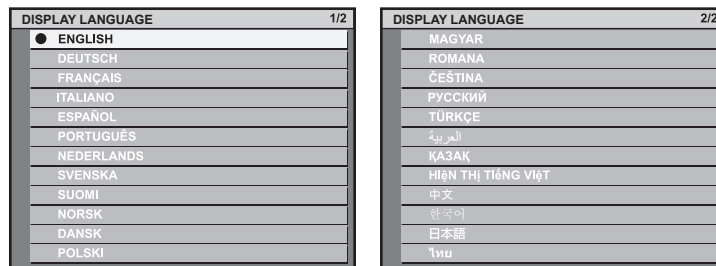 DISPLAY LANGUAGE 1/2
ENGLISH
DEUTSCH
FRANÇAIS
ITALIANO
ESPAÑOL
PORTUGUÊS
NEDERLANDS
SVENSKA
SUOMI
NORSK
DANSK
POLSKI
DISPLAY LANGUAGE 2/2
MAGYAR
ROMANA
ČEŠTINA
РУССКИЙ
TÜRKÇE
العربية
ҚАЗАҚ
HIỆN THỊ TIẾNG VIỆT
中文
한국어
日本語
ไทย